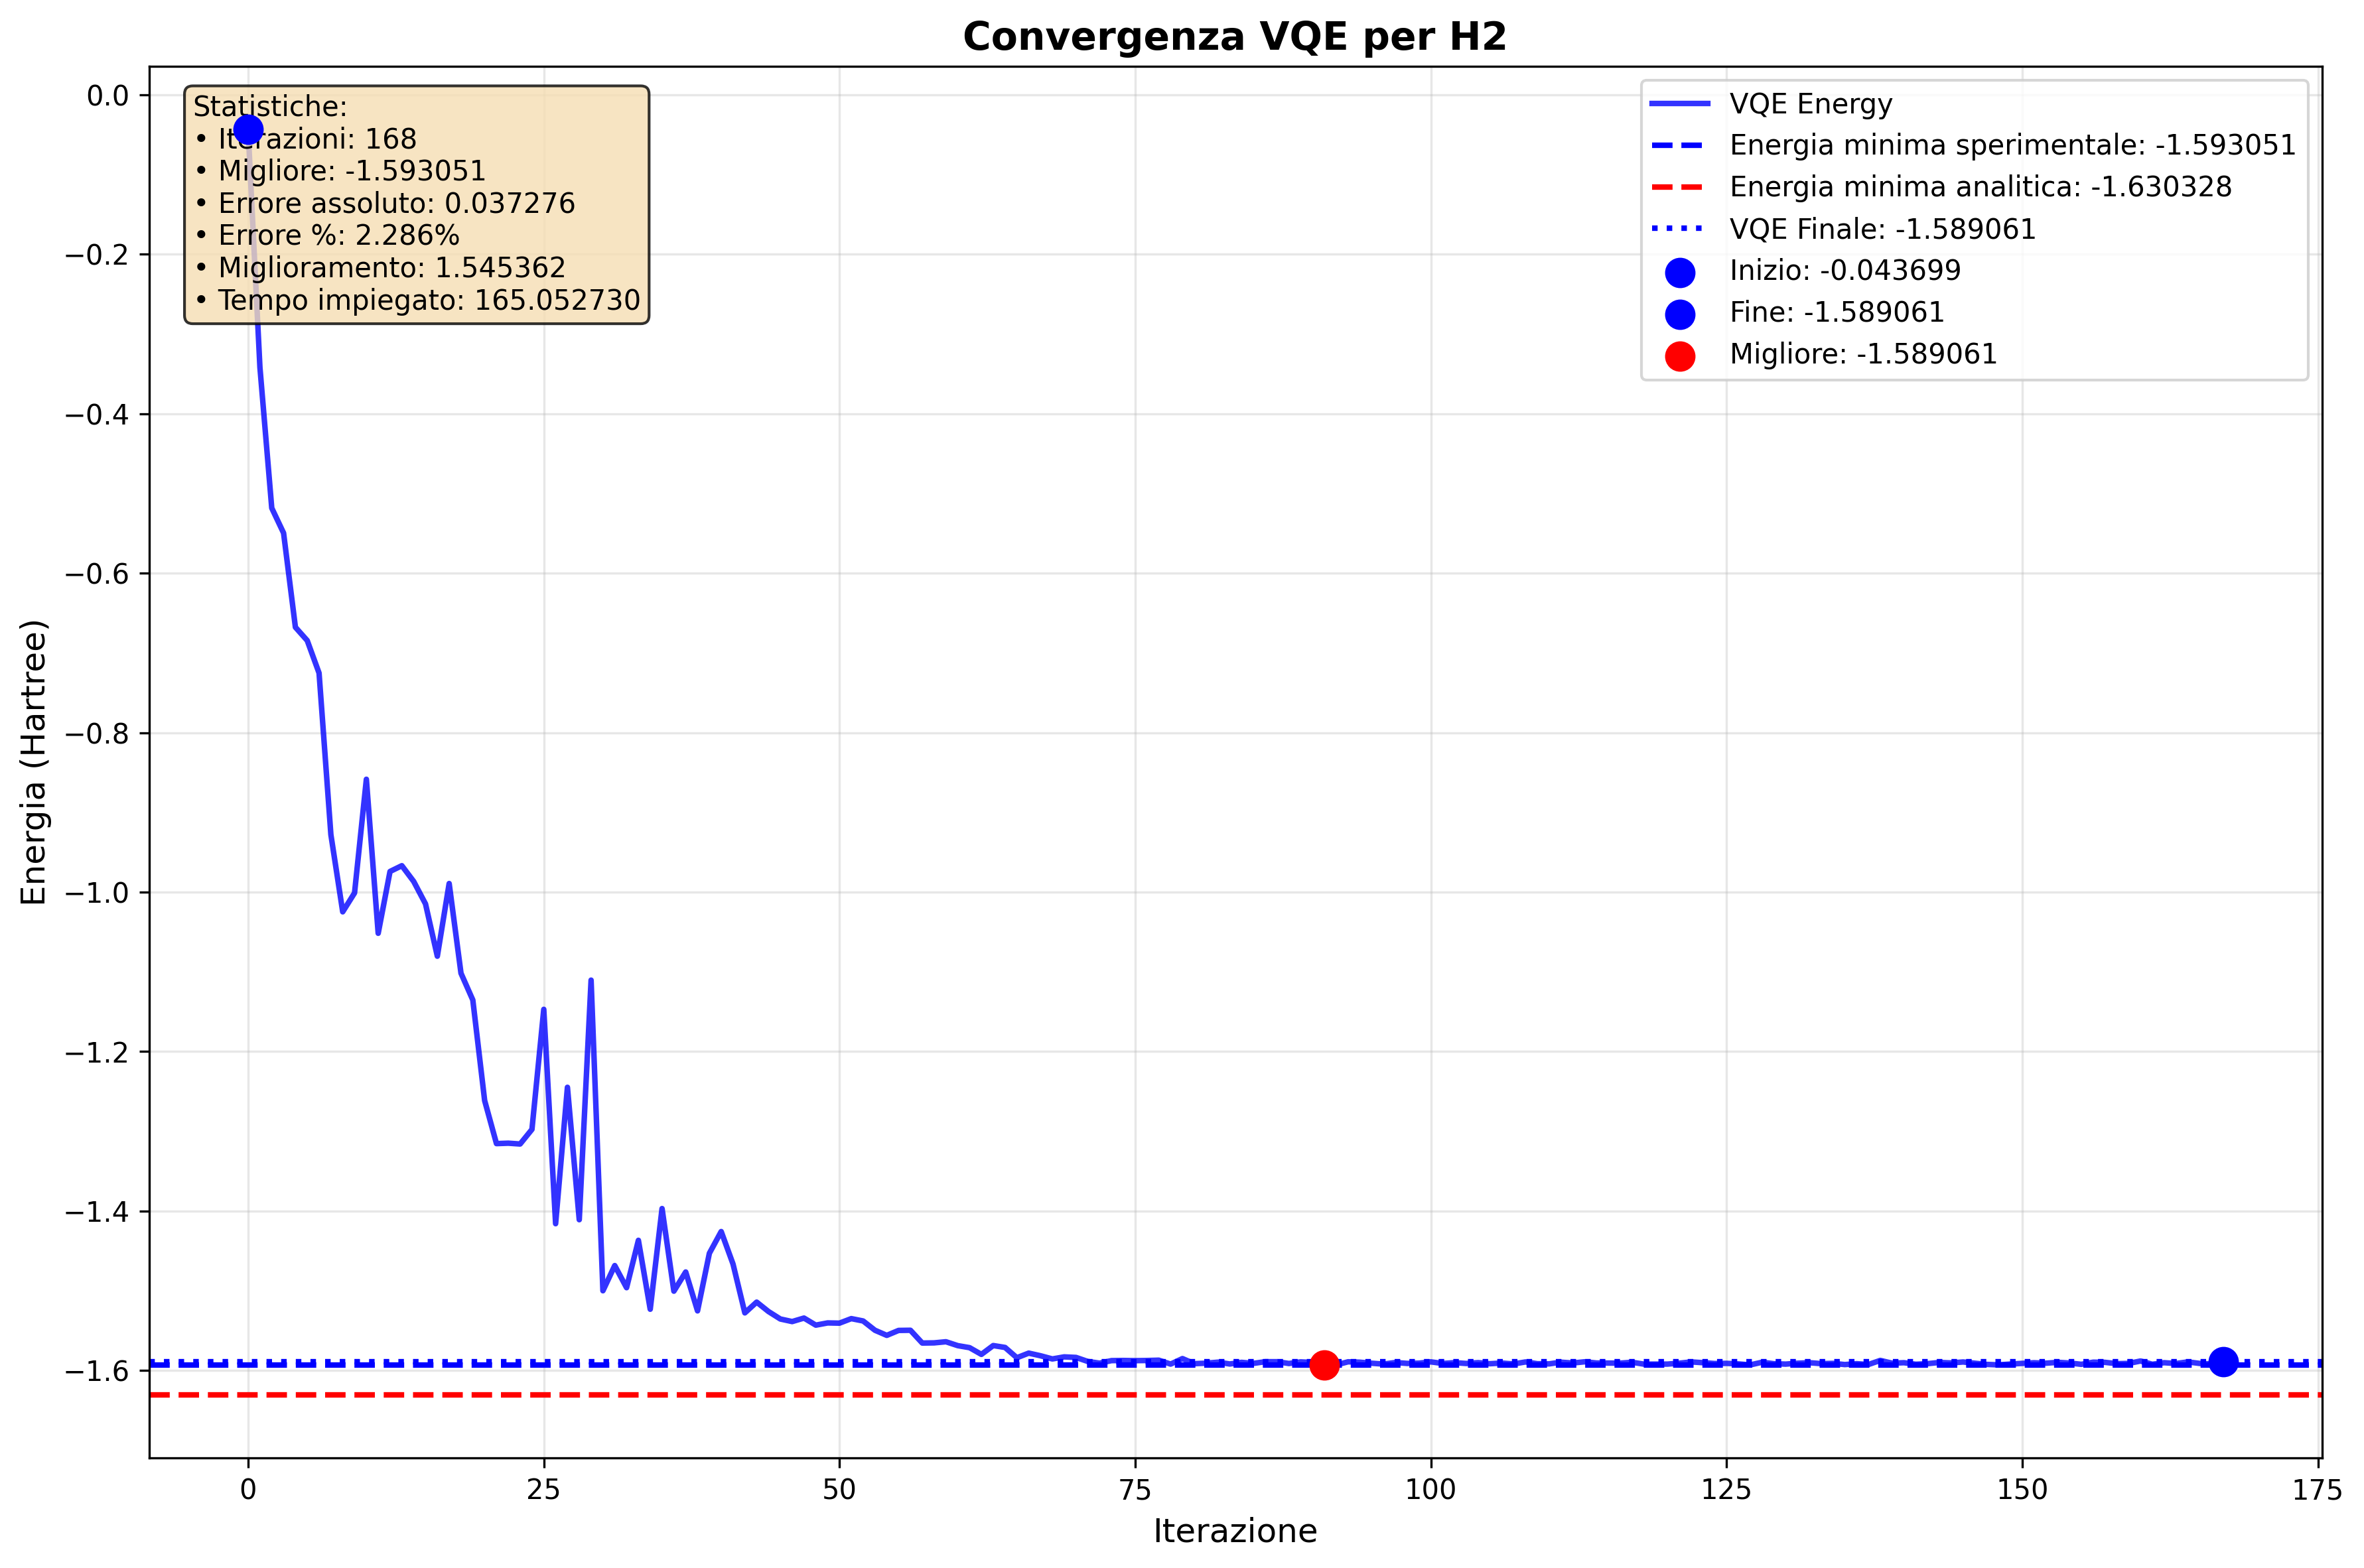 Convergenza VQE per H2
Statistiche:
• Iterazioni: 168
• Migliore: -1.593051
• Errore assoluto: 0.037276
• Errore %: 2.286%
• Miglioramento: 1.545362
• Tempo impiegato: 165.052730
VQE Energy
Energia minima sperimentale: -1.593051
Energia minima analitica: -1.630328
VQE Finale: -1.589061
Inizio: -0.043699
Fine: -1.589061
Migliore: -1.589061
Energia (Hartree)
0.0
−0.2
−0.4
−0.6
−0.8
−1.0
−1.2
−1.4
−1.6
0 25 50 75 100 125 150 175
Iterazione